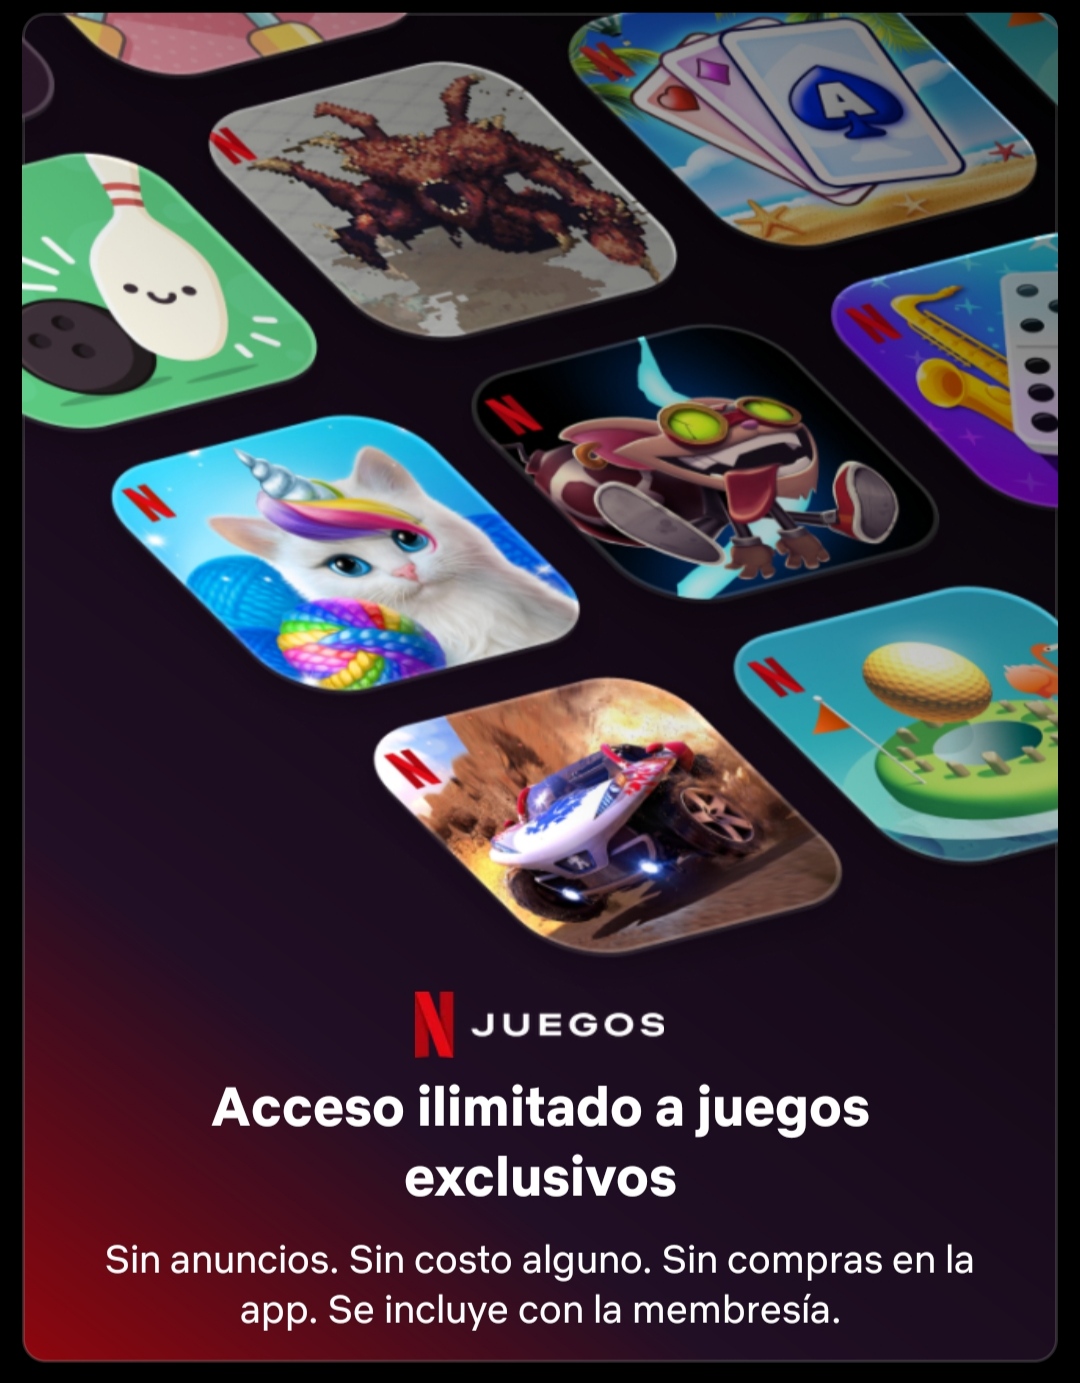 N
N
A
N
N
N
N
N
N JUEGOS
Acceso ilimitado a juegos
exclusivos
Sin anuncios. Sin costo alguno. Sin compras en la
app. Se incluye con la membresía.